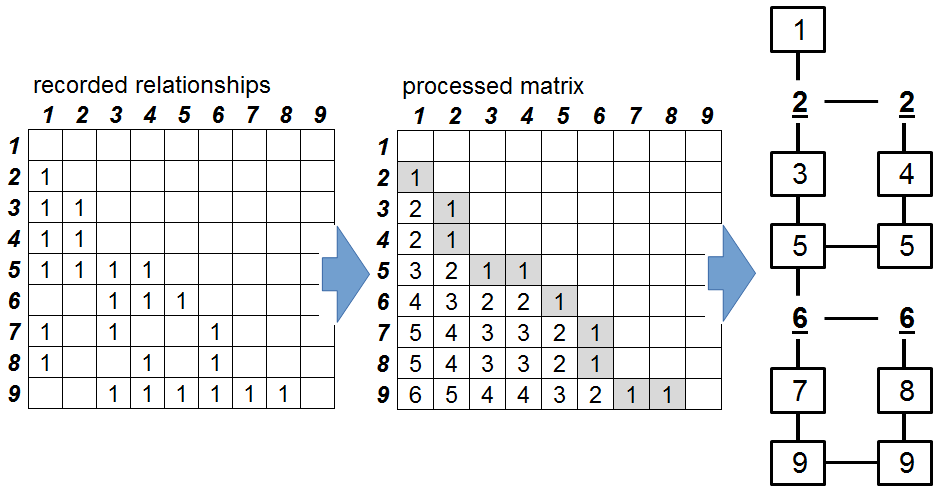 recorded relationships
1 2 3 4 5 6 7 8 9
1
2 1
3 1 1
4 1 1
5 1 1 1 1
6 1 1 1
7 1 1 1
8 1 1 1
9 1 1 1 1 1 1
processed matrix
1 2 3 4 5 6 7 8 9
1
2 1
3 2 1
4 2 1
5 3 2 1 1
6 4 3 2 2 1
7 5 4 3 3 2 1
8 5 4 3 3 2 1
9 6 5 4 4 3 2 1 1
1
2 2
3 4
5 5
6 6
7 8
9 9